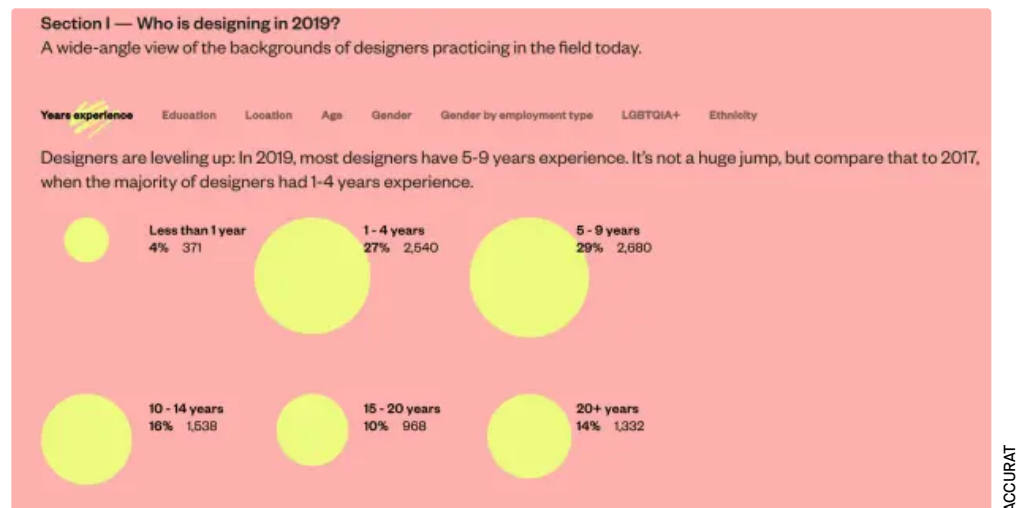 Section I — Who is designing in 2019?
A wide-angle view of the backgrounds of designers practicing in the field today.
Years experience Education Location Age Gender Gender by employment type LGBTQIA+ Ethnicity
Designers are leveling up: In 2019, most designers have 5-9 years experience. It's not a huge jump, but compare that to 2017,
when the majority of designers had 1-4 years experience.
Less than 1 year
4% 371
1 - 4 years
27% 2,540
5 - 9 years
29% 2,680
10 - 14 years
16% 1,538
15 - 20 years
10% 968
20+ years
14% 1,332
ACCURAT